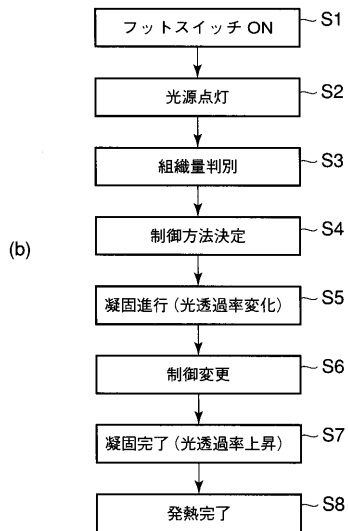 フットスイッチ ON
S1
光源点灯
S2
組織量判別
S3
(b)
制御方法決定
S4
凝固進行(光透過率変化)
S5
制御変更
S6
凝固完了(光透過率上昇)
S7
発熱完了
S8